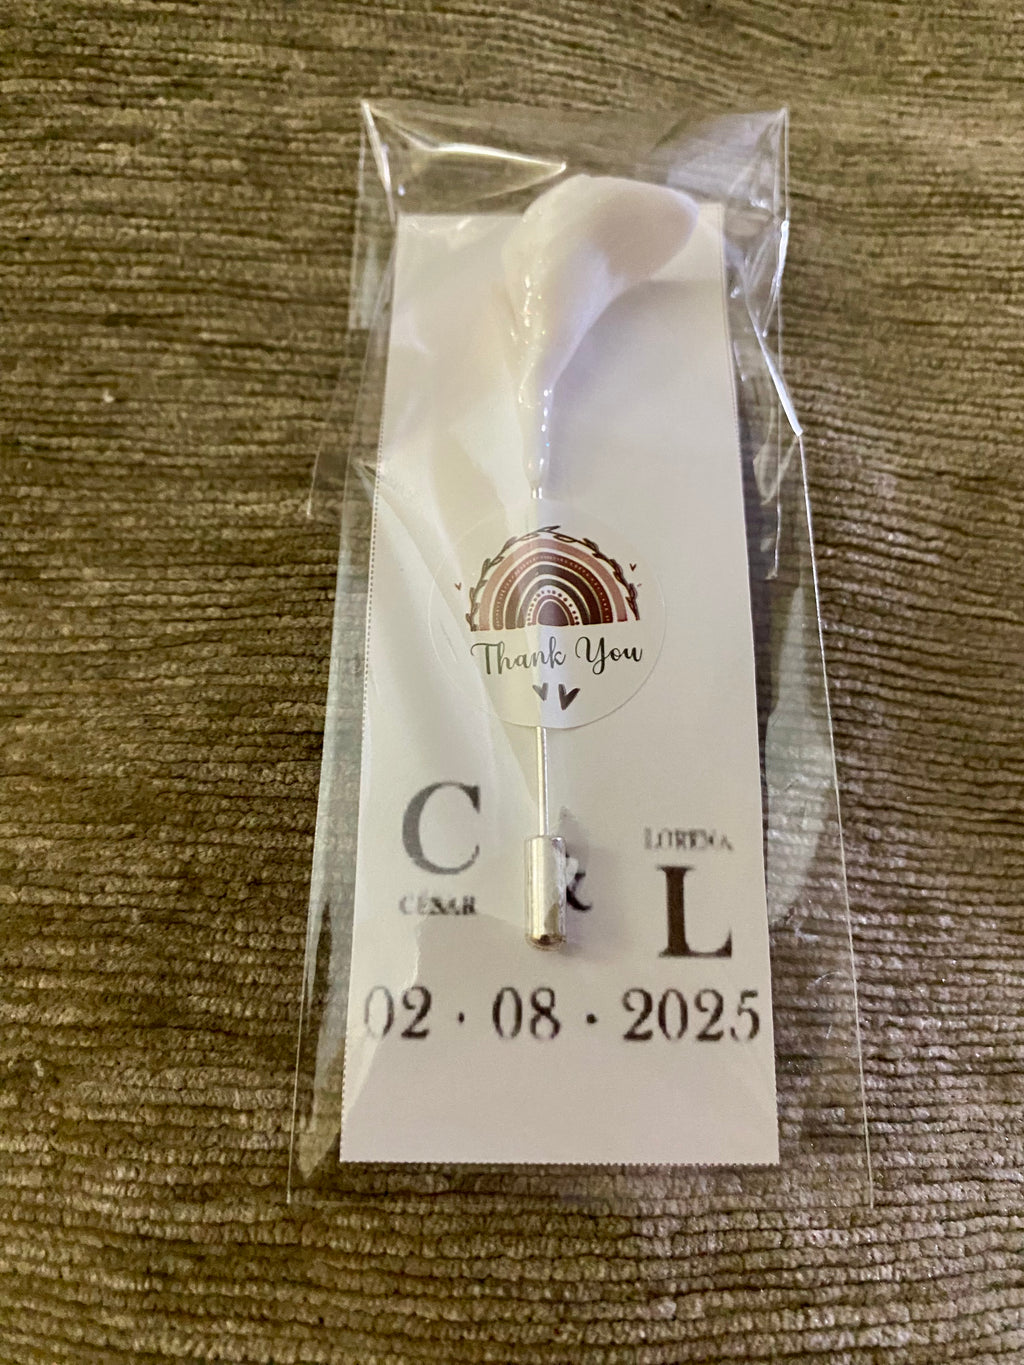 Thank You
C & L
CÉSAR LORENA
02 · 08 · 2025